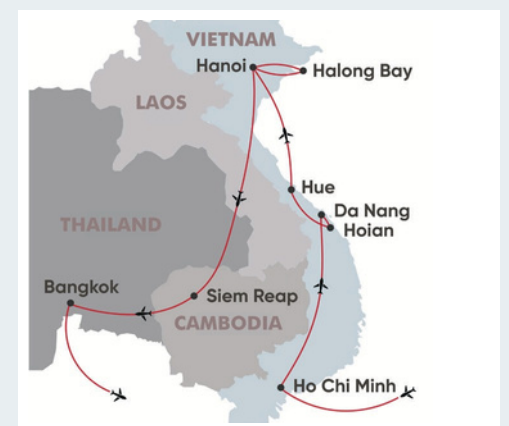 VIETNAM
Hanoi
Halong Bay
LAOS
Hue
Da Nang
Hoian
THAILAND
Bangkok
Siem Reap
CAMBODIA
Ho Chi Minh